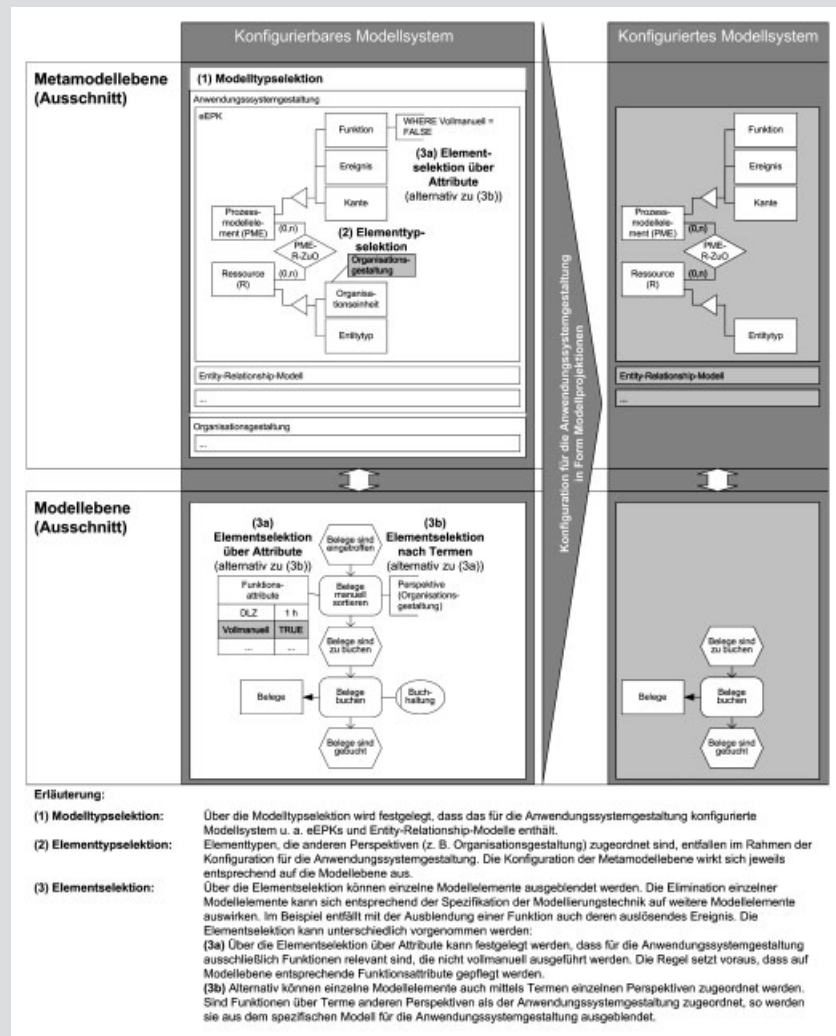 Konfigurierbares Modellsystem
Konfiguriertes Modellsystem
Metamodellebene
(Ausschnitt)
(1) Modelltypselektion
Anwendungssystemgestaltung
eEPK
Funktion
WHERE Vollmanuell =
FALSE
(3a) Element-
selektion über
Attribute
(alternativ zu (3b))
Ereignis
Kante
Prozess-
modellele-
ment (PME)
(0,n)
PME-
R-ZuO
(2) Elementtyp-
selektion
Organisations-
gestaltung
Ressource
(R)
(0,n)
Organisa-
tionseinheit
Entitytyp
Entity-Relationship-Modell
...
Organisationsgestaltung
...
Konfiguration für die Anwendungssystemgestaltung
in Form Modellprojektionen
Funktion
Ereignis
Kante
Prozess-
modellele-
ment (PME)
(0,n)
PME-
R-ZuO
Ressource
(R)
(0,n)
Entitytyp
Entity-Relationship-Modell
...
Modellebene
(Ausschnitt)
(3a)
Elementselektion
über Attribute
(alternativ zu (3b))
Belege sind
eingetroffen
(3b)
Elementselektion
nach Termen
(alternativ zu (3a))
Funktions-
attribute
DLZ 1 h
Vollmanuell TRUE
... ...
Belege
manuell
sortieren
Perspektive
(Organisations-
gestaltung)
Belege sind
zu buchen
Belege
Belege
buchen
Buch-
haltung
Belege sind
gebucht
Belege sind
zu buchen
Belege
Belege
buchen
Belege sind
gebucht
Erläuterung:
(1) Modelltypselektion: Über die Modelltypselektion wird festgelegt, dass das für die Anwendungssystemgestaltung konfigurierte
Modellsystem u. a. eEPKs und Entity-Relationship-Modelle enthält.
(2) Elementtypselektion: Elementtypen, die anderen Perspektiven (z. B. Organisationsgestaltung) zugeordnet sind, entfallen im Rahmen der
Konfiguration für die Anwendungssystemgestaltung. Die Konfiguration der Metamodellebene wirkt sich jeweils
entsprechend auf die Modellebene aus.
(3) Elementselektion: Über die Elementselektion können einzelne Modellelemente ausgeblendet werden. Die Elimination einzelner
Modellelemente kann sich entsprechend der Spezifikation der Modellierungstechnik auf weitere Modellelemente
auswirken. Im Beispiel entfällt mit der Ausblendung einer Funktion auch deren auslösendes Ereignis. Die
Elementselektion kann unterschiedlich vorgenommen werden:
(3a) Über die Elementselektion über Attribute kann festgelegt werden, dass für die Anwendungssystemgestaltung
ausschließlich Funktionen relevant sind, die nicht vollmanuell ausgeführt werden. Die Regel setzt voraus, dass auf
Modellebene entsprechende Funktionsattribute gepflegt werden.
(3b) Alternativ können einzelne Modellelemente auch mittels Termen einzelnen Perspektiven zugeordnet werden.
Sind Funktionen über Terme anderen Perspektiven als der Anwendungssystemgestaltung zugeordnet, so werden
sie aus dem spezifischen Modell für die Anwendungssystemgestaltung ausgeblendet.